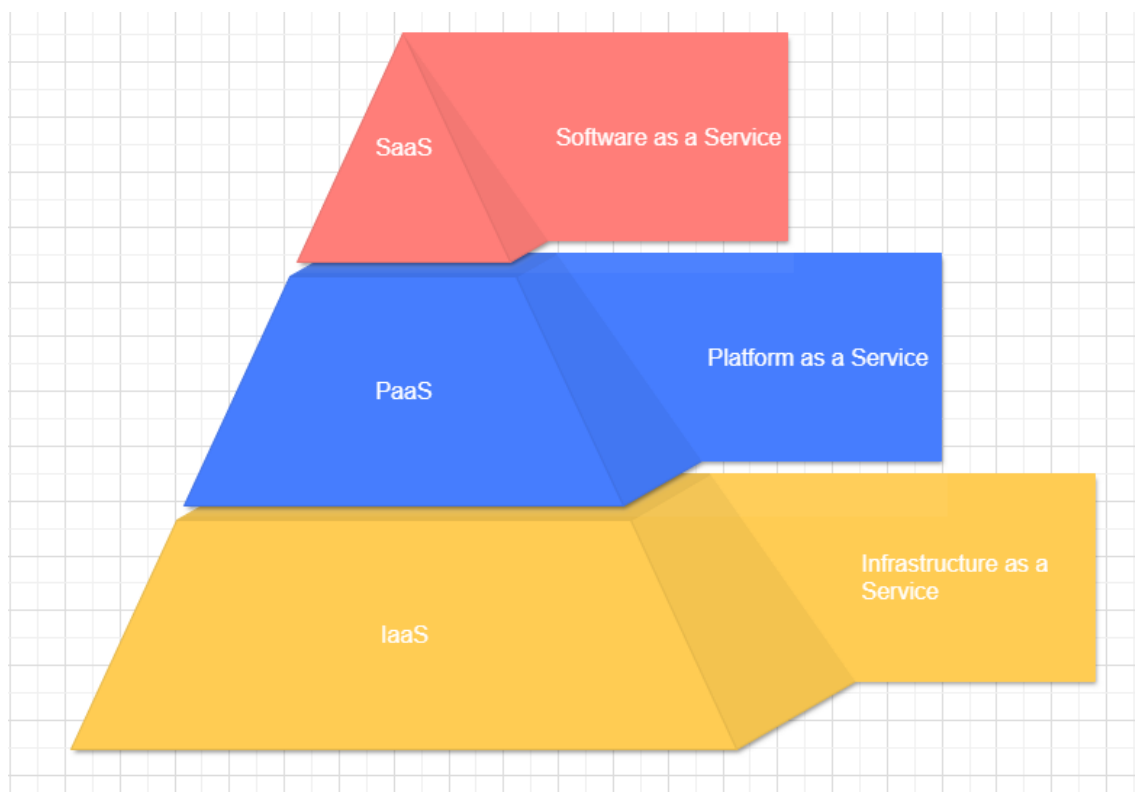 SaaS
Software as a Service
PaaS
Platform as a Service
IaaS
Infrastructure as a
Service